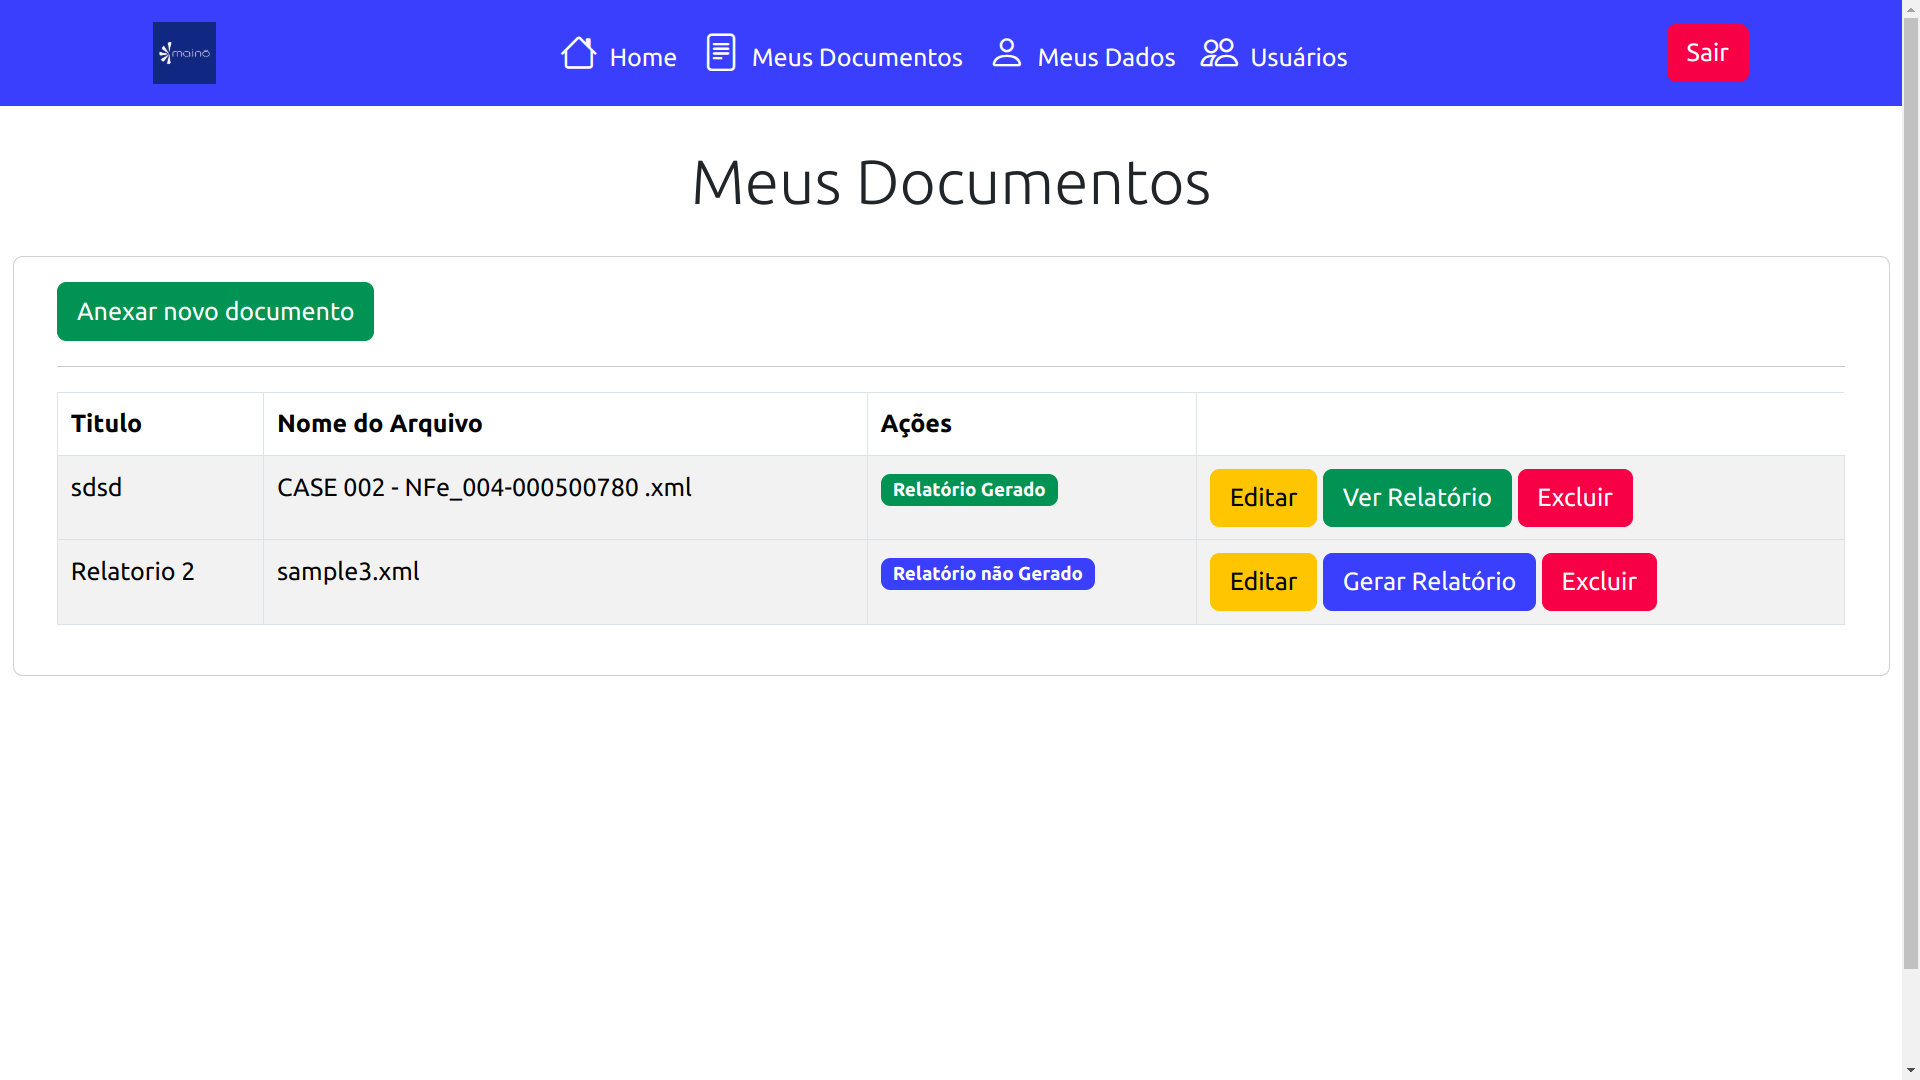 mainô
Home Meus Documentos Meus Dados Usuários
Sair
Meus Documentos
Anexar novo documento
Titulo Nome do Arquivo Ações
sdsd CASE 002 - NFe_004-000500780 .xml Relatório Gerado Editar Ver Relatório Excluir
Relatorio 2 sample3.xml Relatório não Gerado Editar Gerar Relatório Excluir